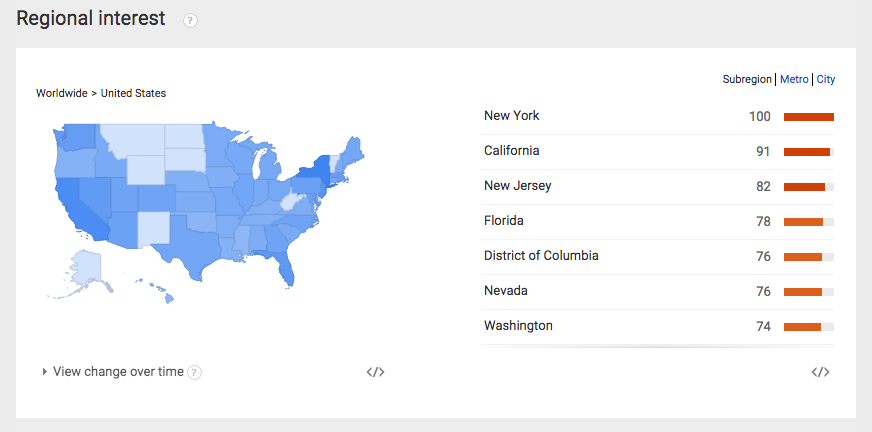 Regional interest ?
Subregion | Metro | City
Worldwide > United States
New York 100
California 91
New Jersey 82
Florida 78
District of Columbia 76
Nevada 76
Washington 74
View change over time ?
</> </>